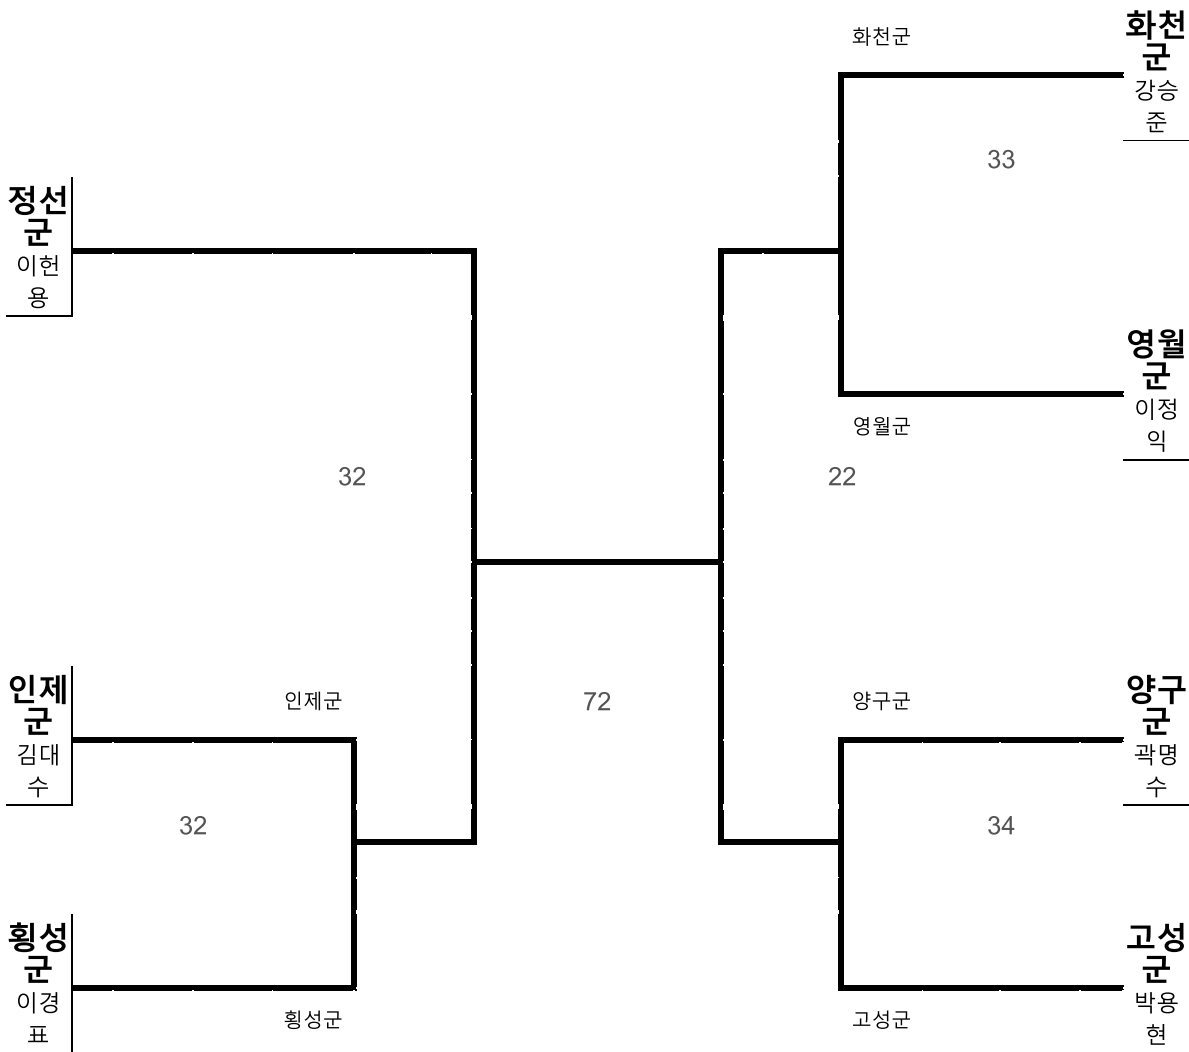 화천군
화천
군
강승
준
33
정선
군
이헌
용
영월
군
이정
익
영월군
32
22
인제
군
김대
수
인제군
72
양구군
양구
군
곽명
수
32
34
횡성
군
이경
표
횡성군
고성군
고성
군
박용
현